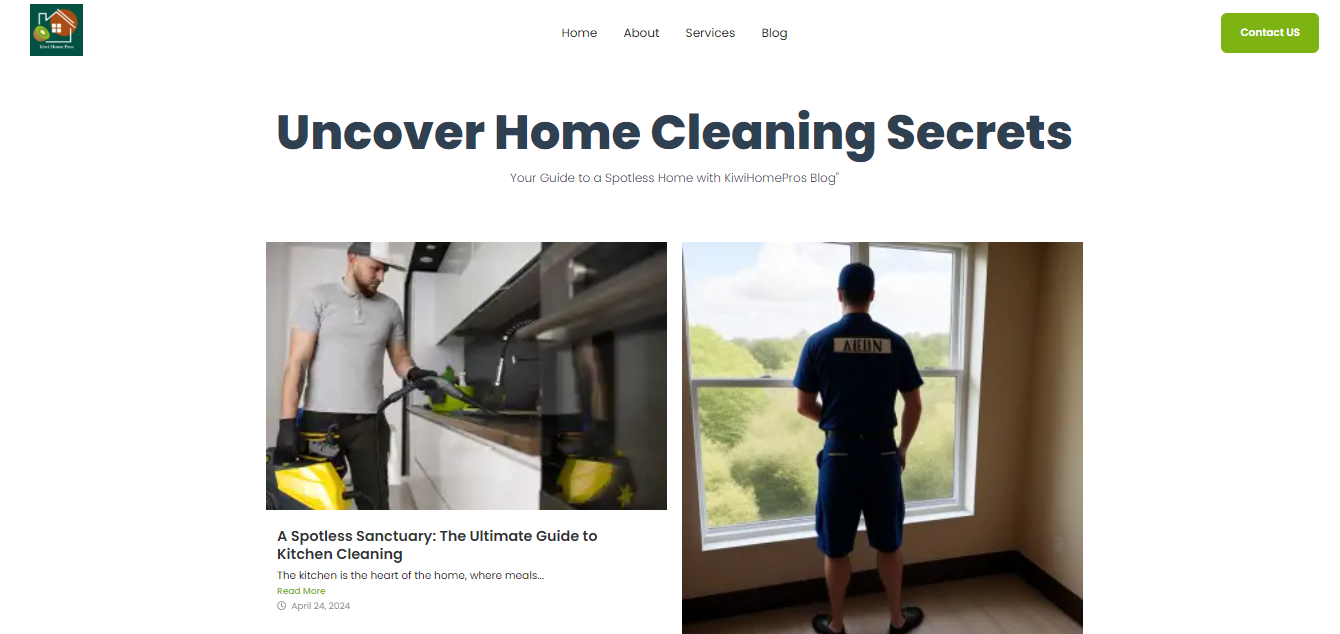 Kiwi Home Pros
Home About Services Blog
Contact US
Uncover Home Cleaning Secrets
Your Guide to a Spotless Home with KiwiHomePros Blog"
A Spotless Sanctuary: The Ultimate Guide to
Kitchen Cleaning
The kitchen is the heart of the home, where meals...
Read More
April 24, 2024